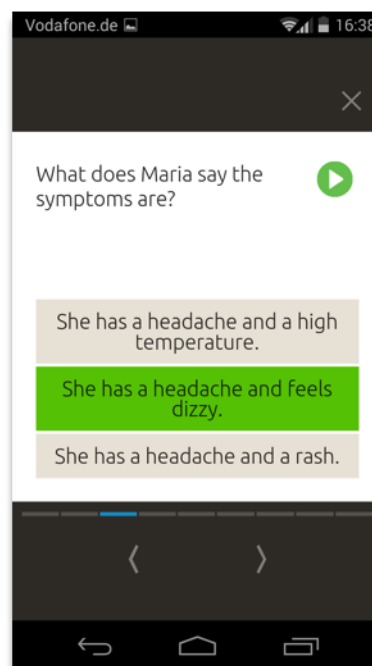 Vodafone.de 16:38
What does Maria say the
symptoms are?
She has a headache and a high
temperature.
She has a headache and feels
dizzy.
She has a headache and a rash.